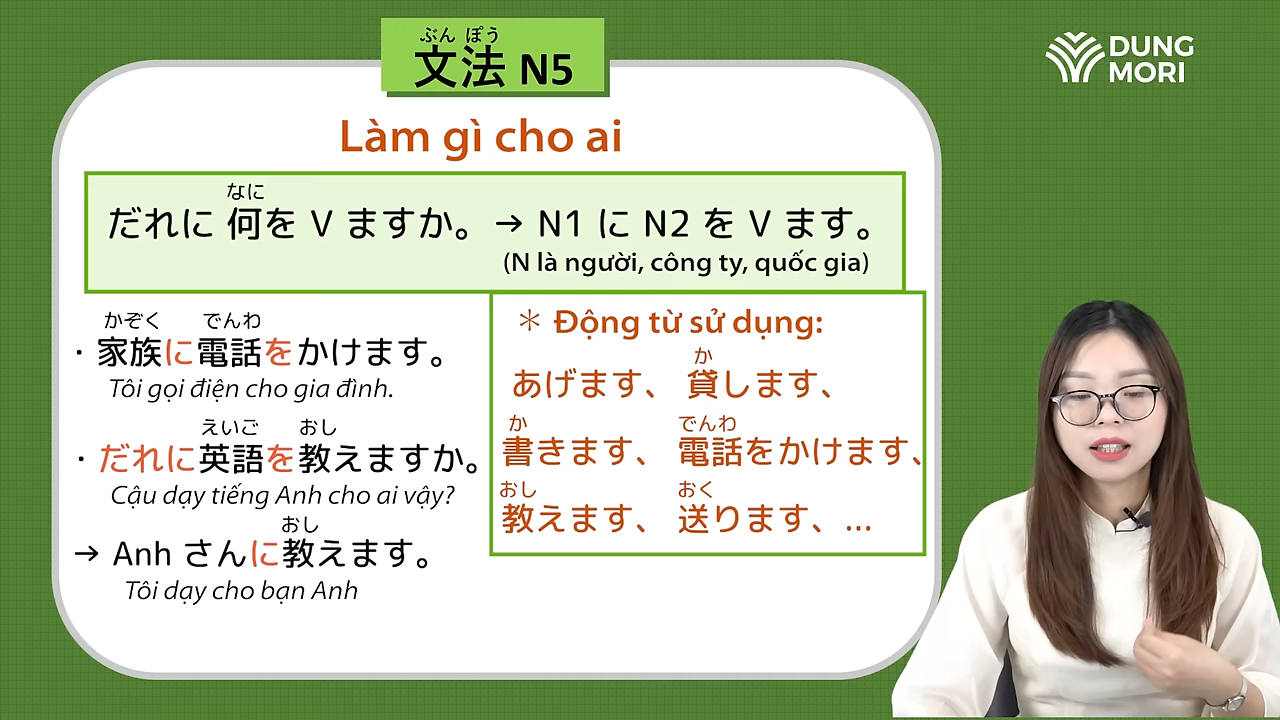 ぶん ぽう
文法 N5
DUNG
MORI
Làm gì cho ai
なに
だれに 何を V ますか。→ N1 に N2 を V ます。
(N là người, công ty, quốc gia)
かぞく でんわ
・家族に電話をかけます。
Tôi gọi điện cho gia đình.
えいご おし
・だれに英語を教えますか。
Cậu dạy tiếng Anh cho ai vậy?
おし
→ Anh さんに教えます。
Tôi dạy cho bạn Anh
＊ Động từ sử dụng:
か
あげます、 貸します、
か でんわ
書きます、 電話をかけます、
おし おく
教えます、 送ります、...